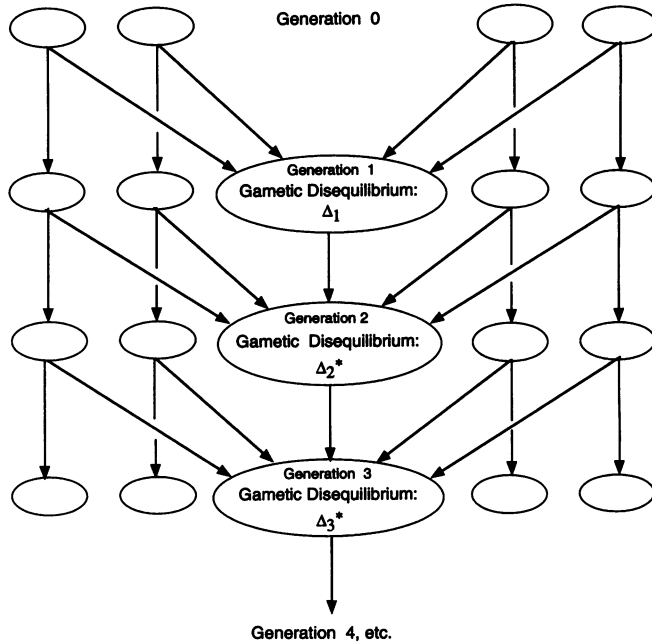 Generation 0
Generation 1
Gametic Disequilibrium:
Δ1
Generation 2
Gametic Disequilibrium:
Δ2*
Generation 3
Gametic Disequilibrium:
Δ3*
Generation 4, etc.